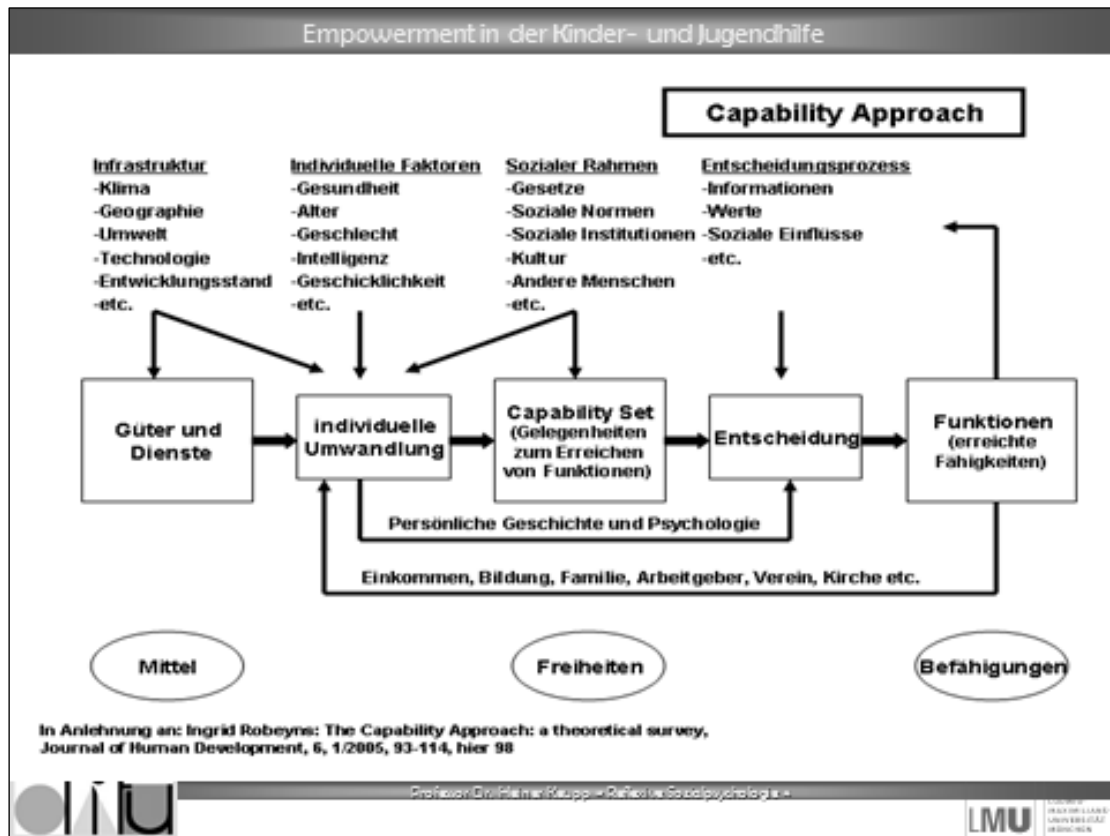 Empowerment in der Kinder- und Jugendhilfe
Capability Approach
Infrastruktur
-Klima
-Geographie
-Umwelt
-Technologie
-Entwicklungsstand
-etc.
Individuelle Faktoren
-Gesundheit
-Alter
-Geschlecht
-Intelligenz
-Geschicklichkeit
-etc.
Sozialer Rahmen
-Gesetze
-Soziale Normen
-Soziale Institutionen
-Kultur
-Andere Menschen
-etc.
Entscheidungsprozess
-Informationen
-Werte
-Soziale Einflüsse
-etc.
Güter und
Dienste
individuelle
Umwandlung
Capability Set
(Gelegenheiten
zum Erreichen
von Funktionen)
Entscheidung
Funktionen
(erreichte
Fähigkeiten)
Persönliche Geschichte und Psychologie
Einkommen, Bildung, Familie, Arbeitgeber, Verein, Kirche etc.
Mittel
Freiheiten
Befähigungen
In Anlehnung an: Ingrid Robeyns: The Capability Approach: a theoretical survey,
Journal of Human Development, 6, 1/2005, 93-114, hier 98
Professor Dr. Heiner Keupp • Reflexive Sozialpsychologie •
LMU
LUDWIG
MAXIMILIANS
UNIVERSITÄT
MÜNCHEN